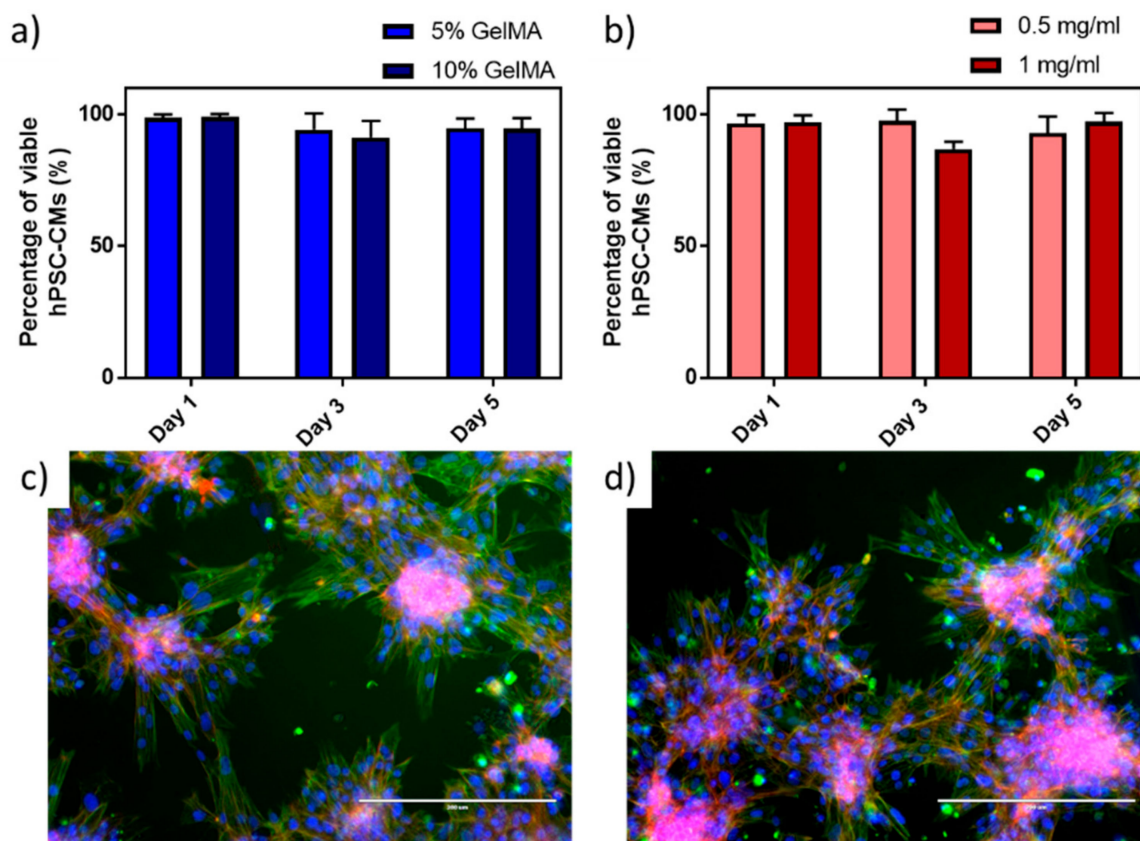 a)
5% GelMA
10% GelMA
Percentage of viable
hPSC-CMs (%)
100
50
0
Day 1
Day 3
Day 5
b)
0.5 mg/ml
1 mg/ml
Percentage of viable
hPSC-CMs (%)
100
50
0
Day 1
Day 3
Day 5
c)
d)